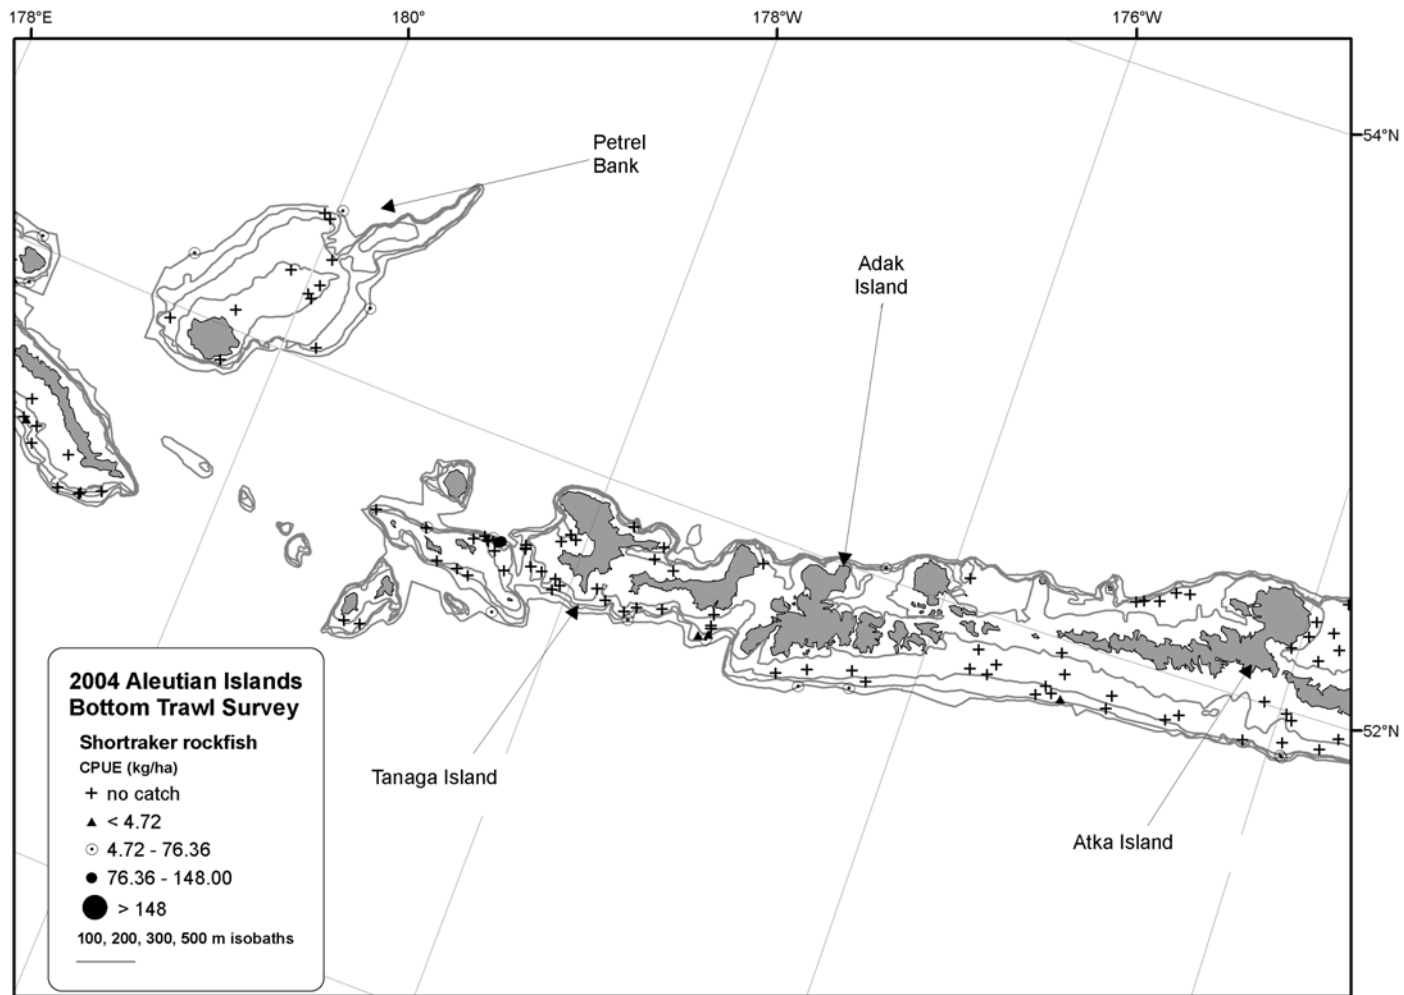 178°E
180°
178°W
176°W
54°N
Petrel
Bank
Adak
Island
52°N
Tanaga Island
Atka Island
2004 Aleutian Islands
Bottom Trawl Survey
Shortraker rockfish
CPUE (kg/ha)
no catch
< 4.72
4.72 - 76.36
76.36 - 148.00
> 148
100, 200, 300, 500 m isobaths